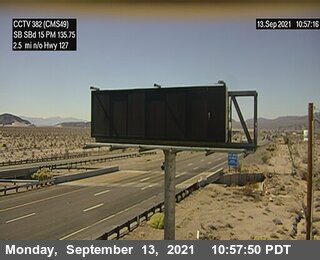 CCTV 382 (CMS49)
SB SBd 15 PM 135.75
2.5 mi n/o Hwy 127
13.Sep 2021 10:57:16
Monday, September 13, 2021 10:57:50 PDT